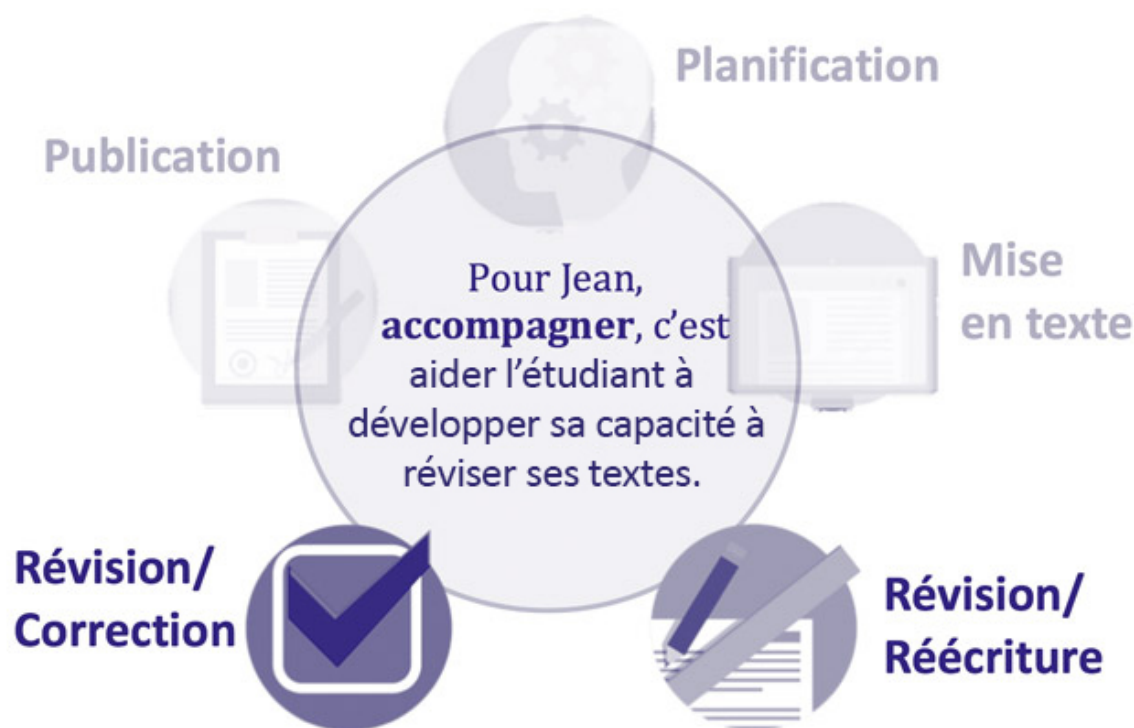 Planification
Publication
Mise
en texte
Pour Jean,
accompagner, c’est
aider l’étudiant à
développer sa capacité à
réviser ses textes.
Révision/
Correction
Révision/
Réécriture